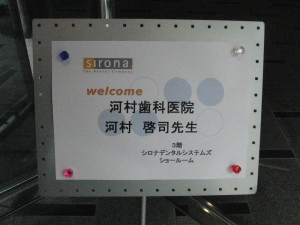 sirona
The Dental Company
welcome
河村歯科医院
河村 啓司先生
3階
シロナデンタルシステムズ
ショールーム